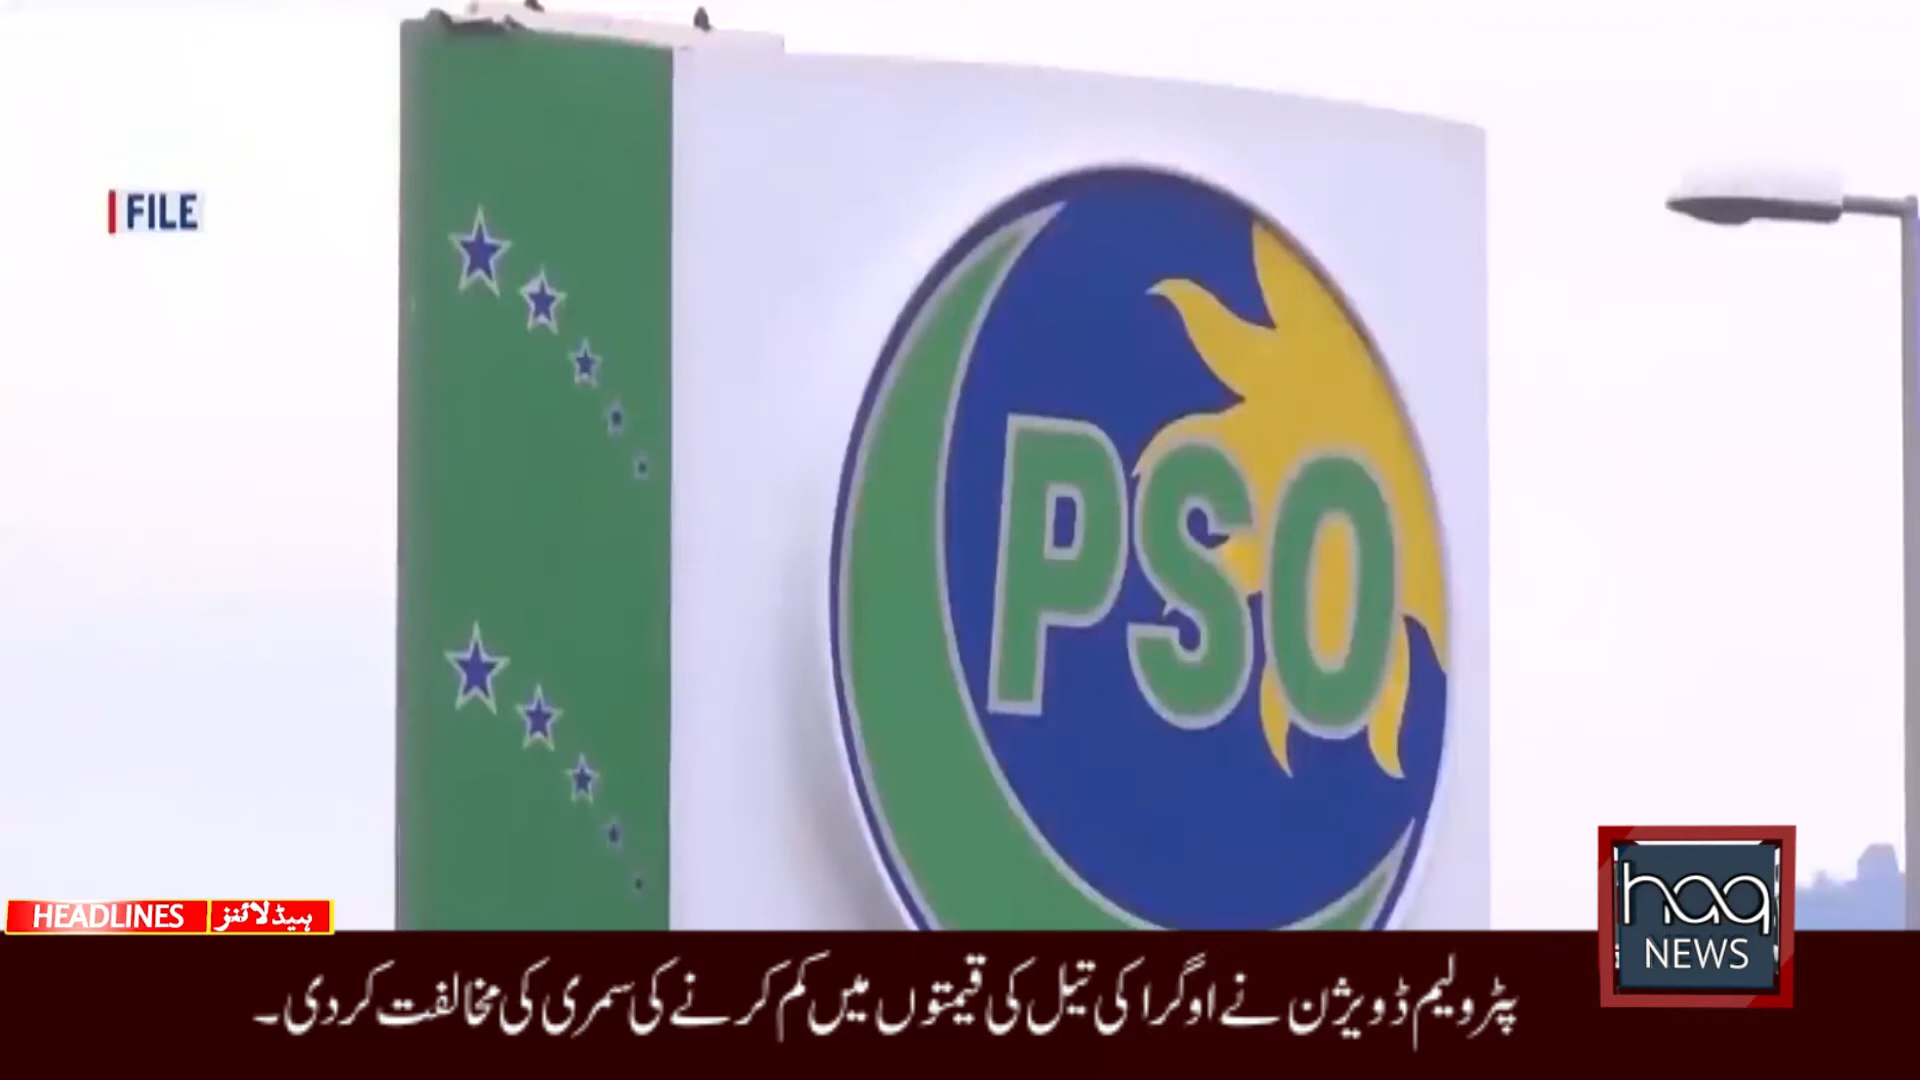 FILE
PSO
HEADLINES ہیڈلائنز
haq
NEWS
پٹرولیم ڈویژن نے اوگرا کی تیل کی قیمتوں میں کم کرنے کی سمری کی مخالفت کر دی۔